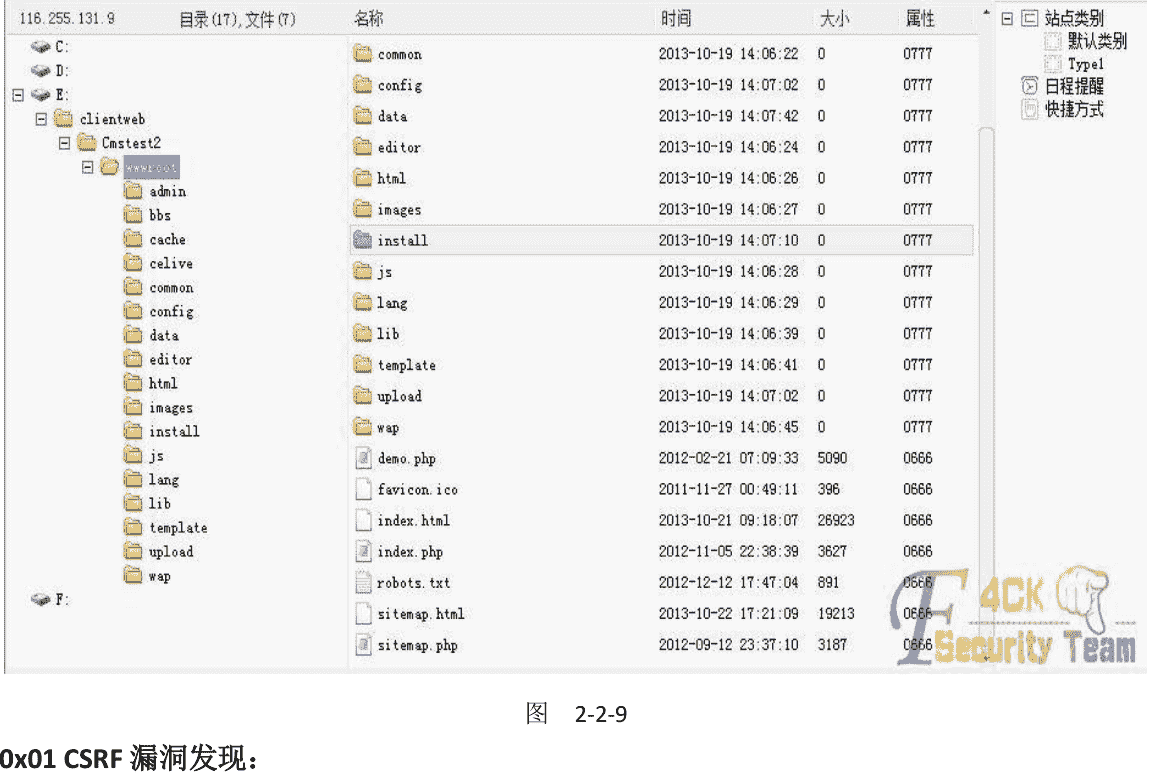 116.255.131.9 目录(17),文件(7)
C:
D:
E:
clientweb
Cmstest2
wwwroot
admin
bbs
cache
celive
common
config
data
editor
html
images
install
js
lang
lib
template
upload
wap
F:
名称 时间 大小 属性
common 2013-10-19 14:06:22 0 0777
config 2013-10-19 14:07:02 0 0777
data 2013-10-19 14:07:42 0 0777
editor 2013-10-19 14:06:24 0 0777
html 2013-10-19 14:06:26 0 0777
images 2013-10-19 14:06:27 0 0777
install 2013-10-19 14:07:10 0 0777
js 2013-10-19 14:06:28 0 0777
lang 2013-10-19 14:06:29 0 0777
lib 2013-10-19 14:06:39 0 0777
template 2013-10-19 14:06:41 0 0777
upload 2013-10-19 14:07:02 0 0777
wap 2013-10-19 14:06:45 0 0777
demo.php 2012-02-21 07:09:33 5090 0666
favicon.ico 2011-11-27 00:49:11 396 0666
index.html 2013-10-21 09:18:07 26923 0666
index.php 2012-11-05 22:38:39 3627 0666
robots.txt 2012-12-12 17:47:04 891 0666
sitemap.html 2013-10-22 17:21:09 19213 0666
sitemap.php 2012-09-12 23:37:10 3187 0666
站点类别
默认类别
Type1
日程提醒
快捷方式
F4CK
Security Team
图 2-2-9
0x01 CSRF 漏洞发现：